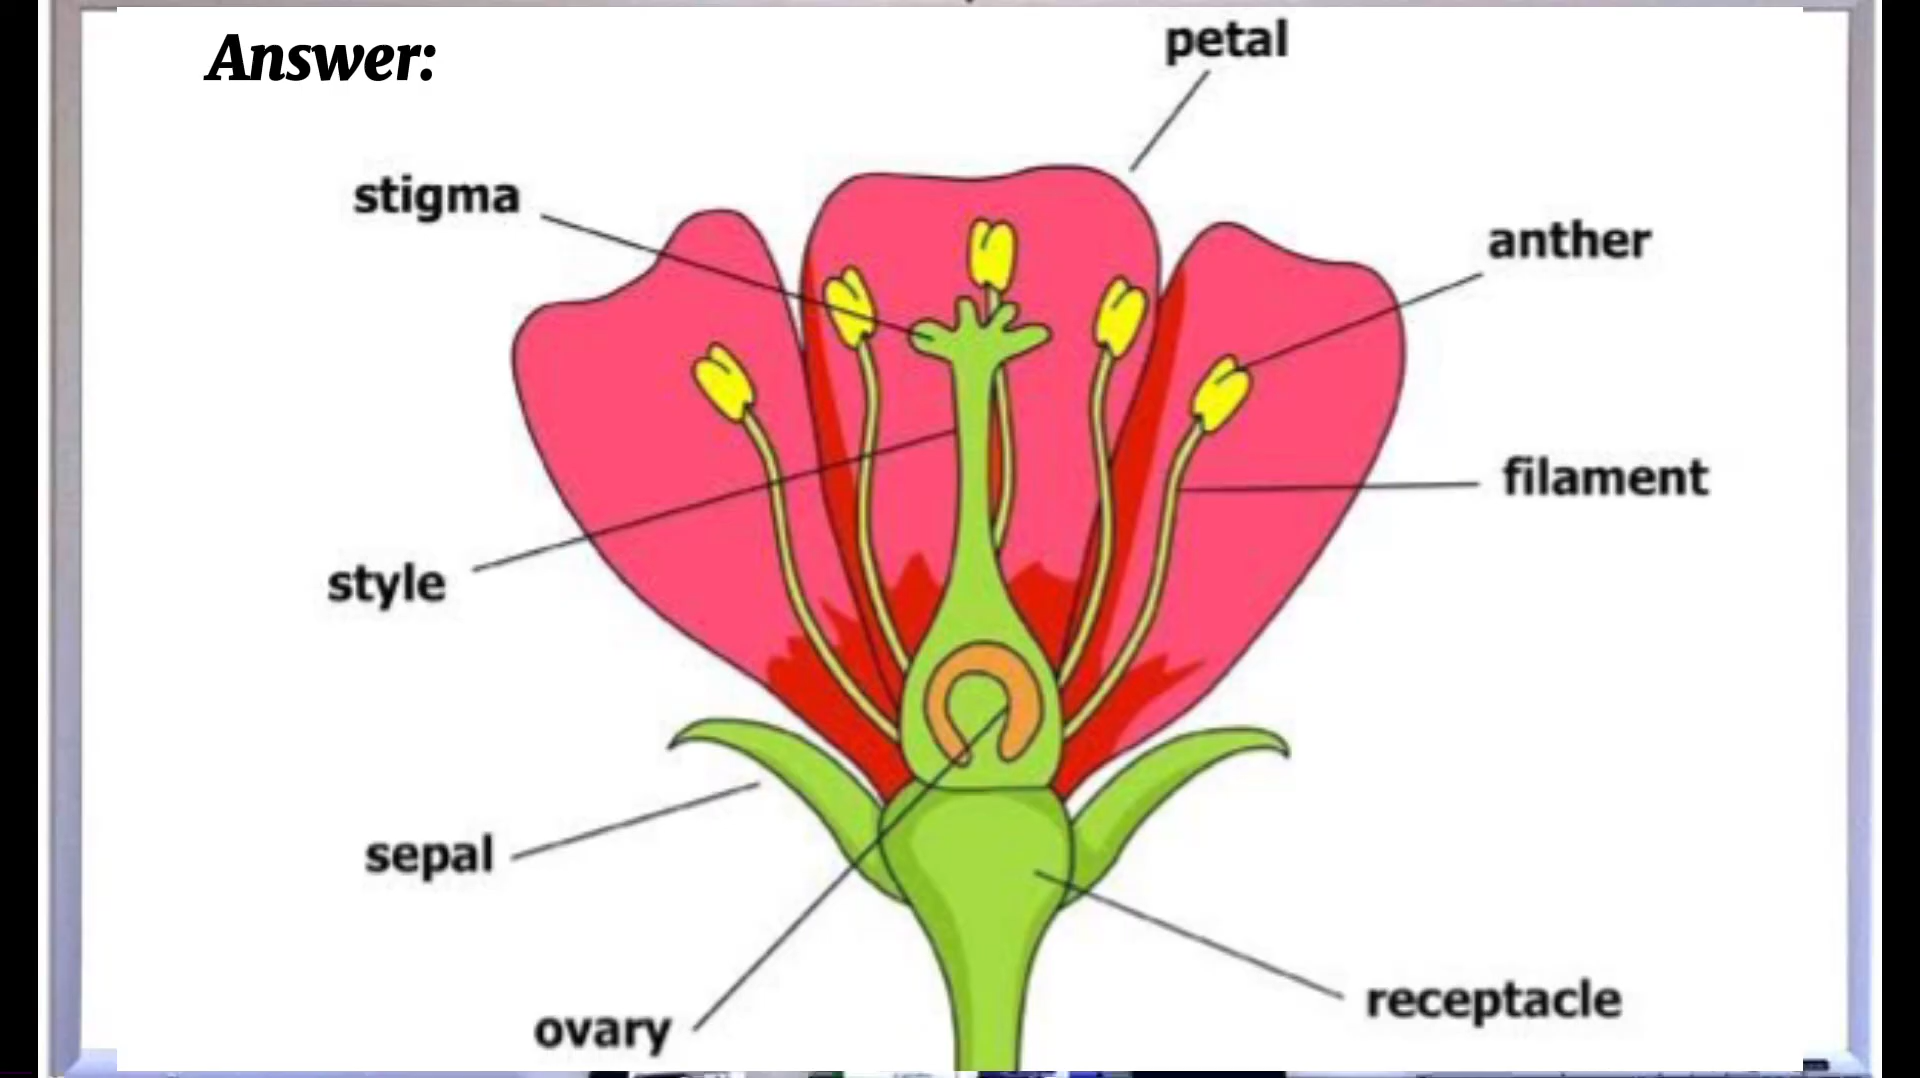 Answer:
petal
stigma
anther
filament
style
sepal
receptacle
ovary